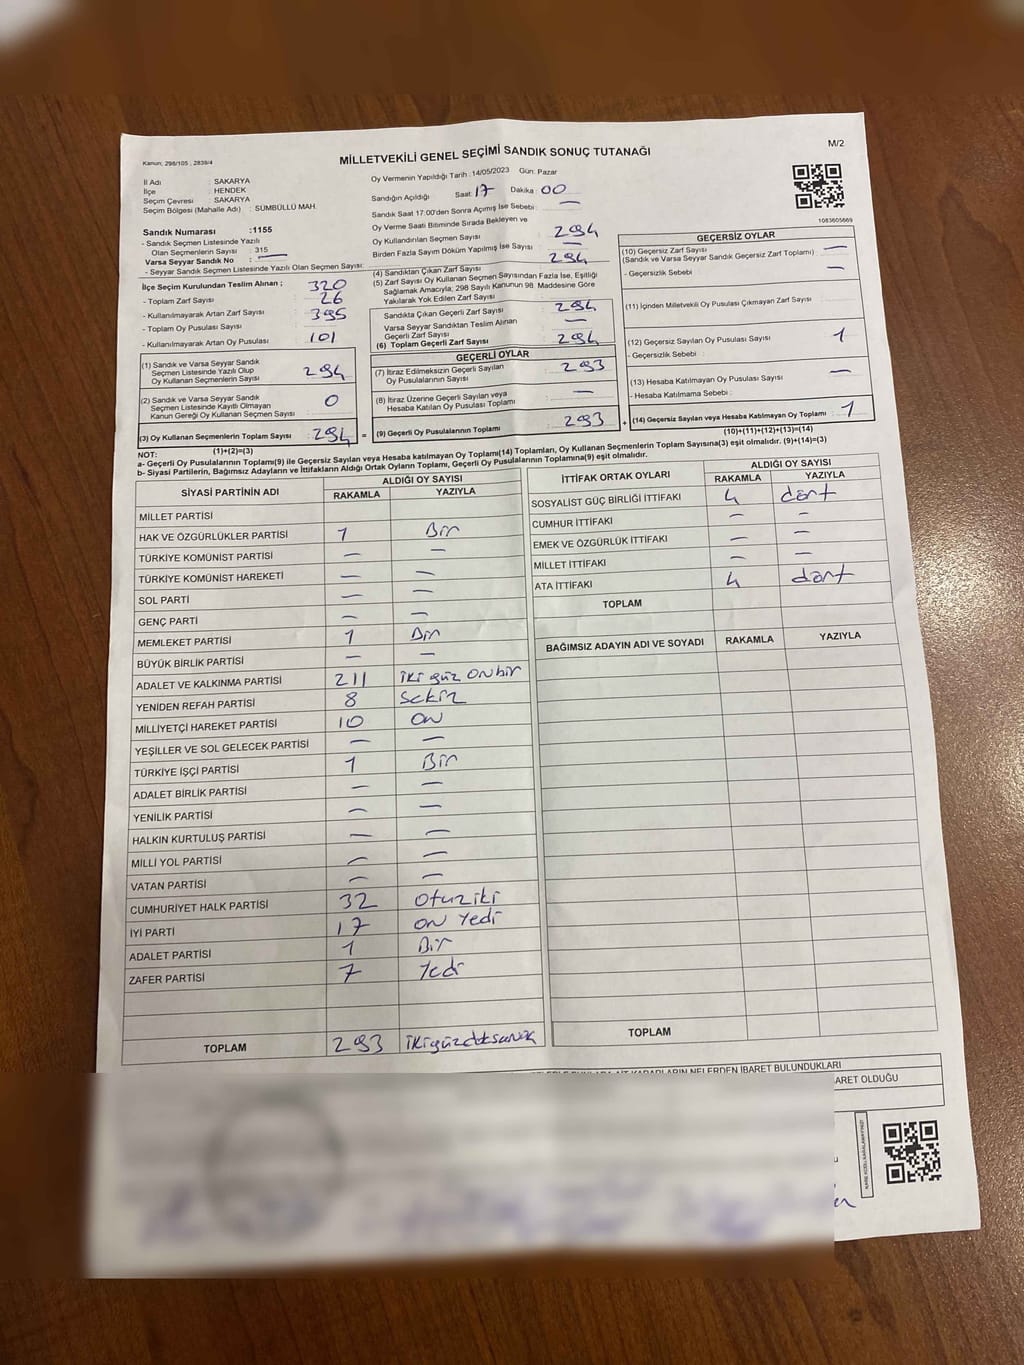 Kanun: 298/105 ; 2839/4
MİLLETVEKİLİ GENEL SEÇİMİ SANDIK SONUÇ TUTANAĞI
M/2
İl Adı : SAKARYA
İlçe : HENDEK
Seçim Çevresi : SAKARYA
Seçim Bölgesi (Mahalle Adı) : SÜMBÜLLÜ MAH.
Sandık Numarası :1155
- Sandık Seçmen Listesinde Yazılı
Olan Seçmenlerin Sayısı : 315
Varsa Seyyar Sandık No : —
- Seyyar Sandık Seçmen Listesinde Yazılı Olan Seçmen Sayısı:
İlçe Seçim Kurulundan Teslim Alınan ;
- Toplam Zarf Sayısı : 320
- Kullanılmayarak Artan Zarf Sayısı : 26
- Toplam Oy Pusulası Sayısı : 395
- Kullanılmayarak Artan Oy Pusulası : 101
(1) Sandık ve Varsa Seyyar Sandık
Seçmen Listesinde Yazılı Olup
Oy Kullanan Seçmenlerin Sayısı : 294
(2) Sandık ve Varsa Seyyar Sandık
Seçmen Listesinde Kayıtlı Olmayan
Kanun Gereği Oy Kullanan Seçmen Sayısı : 0
(3) Oy Kullanan Seçmenlerin Toplam Sayısı : 294 =
(1)+(2)=(3)
Oy Vermenin Yapıldığı Tarih : 14/05/2023 Gün: Pazar
Sandığın Açıldığı Saat: 17 Dakika : 00
Sandık Saat 17:00'den Sonra Açılmış İse Sebebi : —
Oy Verme Saati Bitiminde Sırada Bekleyen ve
Oy Kullandırılan Seçmen Sayısı : 294
Birden Fazla Sayım Döküm Yapılmış İse Sayısı : —
(4) Sandıktan Çıkan Zarf Sayısı : 294
(5) Zarf Sayısı Oy Kullanan Seçmen Sayısından Fazla İse, Eşitliği
Sağlamak Amacıyla; 298 Sayılı Kanunun 98. Maddesine Göre
Yakılarak Yok Edilen Zarf Sayısı :
Sandıkta Çıkan Geçerli Zarf Sayısı : 294
Varsa Seyyar Sandıktan Teslim Alınan
Geçerli Zarf Sayısı : —
(6) Toplam Geçerli Zarf Sayısı : 294
GEÇERLİ OYLAR
(7) İtiraz Edilmeksizin Geçerli Sayılan
Oy Pusulalarının Sayısı : 293
(8) İtiraz Üzerine Geçerli Sayılan veya
Hesaba Katılan Oy Pusulası Toplamı : —
(9) Geçerli Oy Pusulalarının Toplamı : 293 +
1083605669
GEÇERSİZ OYLAR
(10) Geçersiz Zarf Sayısı : —
(Sandık ve Varsa Seyyar Sandık Geçersiz Zarf Toplamı)
- Geçersizlik Sebebi : —
(11) İçinden Milletvekili Oy Pusulası Çıkmayan Zarf Sayısı :
(12) Geçersiz Sayılan Oy Pusulası Sayısı : 1
- Geçersizlik Sebebi :
(13) Hesaba Katılmayan Oy Pusulası Sayısı : —
- Hesaba Katılmama Sebebi :
(14) Geçersiz Sayılan veya Hesaba Katılmayan Oy Toplamı : 1
(10)+(11)+(12)+(13)=(14)
NOT:
a- Geçerli Oy Pusulalarının Toplamı(9) ile Geçersiz Sayılan veya Hesaba katılmayan Oy Toplamı(14) Toplamları, Oy Kullanan Seçmenlerin Toplam Sayısına(3) eşit olmalıdır. (9)+(14)=(3)
b- Siyasi Partilerin, Bağımsız Adayların ve İttifakların Aldığı Ortak Oyların Toplamı, Geçerli Oy Pusulalarının Toplamına(9) eşit olmalıdır.
SİYASİ PARTİNİN ADI ALDIĞI OY SAYISI
RAKAMLA YAZIYLA
MİLLET PARTİSİ
HAK VE ÖZGÜRLÜKLER PARTİSİ 1 Bir
TÜRKİYE KOMÜNİST PARTİSİ — —
TÜRKİYE KOMÜNİST HAREKETİ — —
SOL PARTİ — —
GENÇ PARTİ — —
MEMLEKET PARTİSİ 1 Bir
BÜYÜK BİRLİK PARTİSİ — —
ADALET VE KALKINMA PARTİSİ 211 iki yüz onbir
YENİDEN REFAH PARTİSİ 8 Sekiz
MİLLİYETÇİ HAREKET PARTİSİ 10 on
YEŞİLLER VE SOL GELECEK PARTİSİ — —
TÜRKİYE İŞÇİ PARTİSİ 1 Bir
ADALET BİRLİK PARTİSİ — —
YENİLİK PARTİSİ — —
HALKIN KURTULUŞ PARTİSİ — —
MİLLİ YOL PARTİSİ — —
VATAN PARTİSİ — —
CUMHURİYET HALK PARTİSİ 32 otuziki
İYİ PARTİ 17 on Yedi
ADALET PARTİSİ 1 Bir
ZAFER PARTİSİ 7 Yedi
TOPLAM 293
İTTİFAK ORTAK OYLARI ALDIĞI OY SAYISI
RAKAMLA YAZIYLA
SOSYALİST GÜÇ BİRLİĞİ İTTİFAKI 4 dört
CUMHUR İTTİFAKI — —
EMEK VE ÖZGÜRLÜK İTTİFAKI — —
MİLLET İTTİFAKI — —
ATA İTTİFAKI 4 dört
TOPLAM
BAĞIMSIZ ADAYIN ADI VE SOYADI RAKAMLA YAZIYLA
TOPLAM
NELERDEN İBARET BULUNDUKLARI